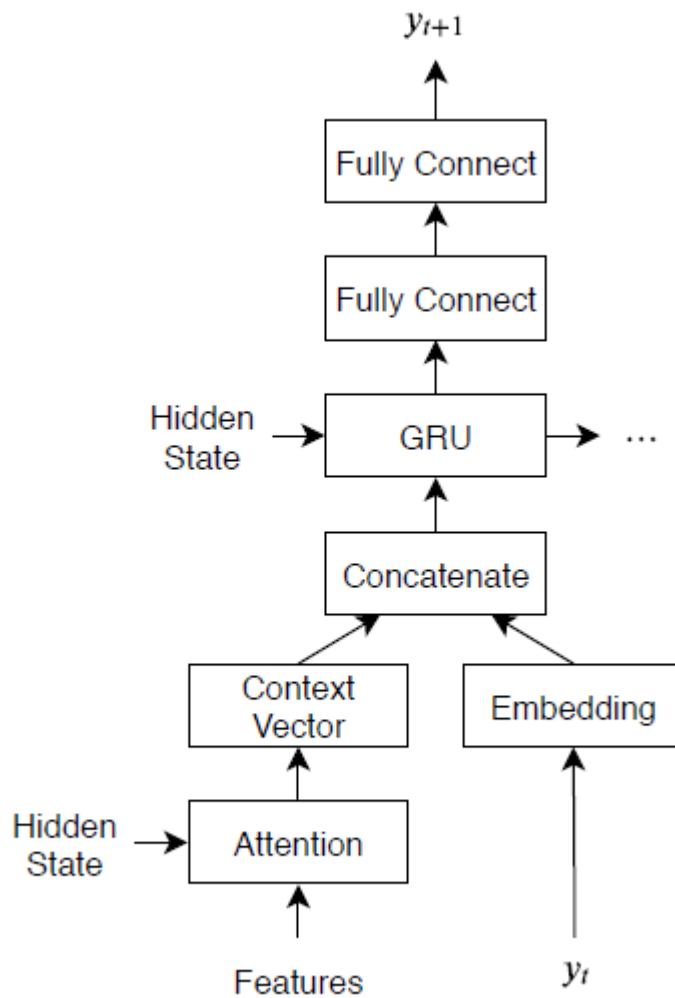 y_{t+1}
Fully Connect
Fully Connect
Hidden
State
GRU
...
Concatenate
Context
Vector
Embedding
Hidden
State
Attention
Features
y_t